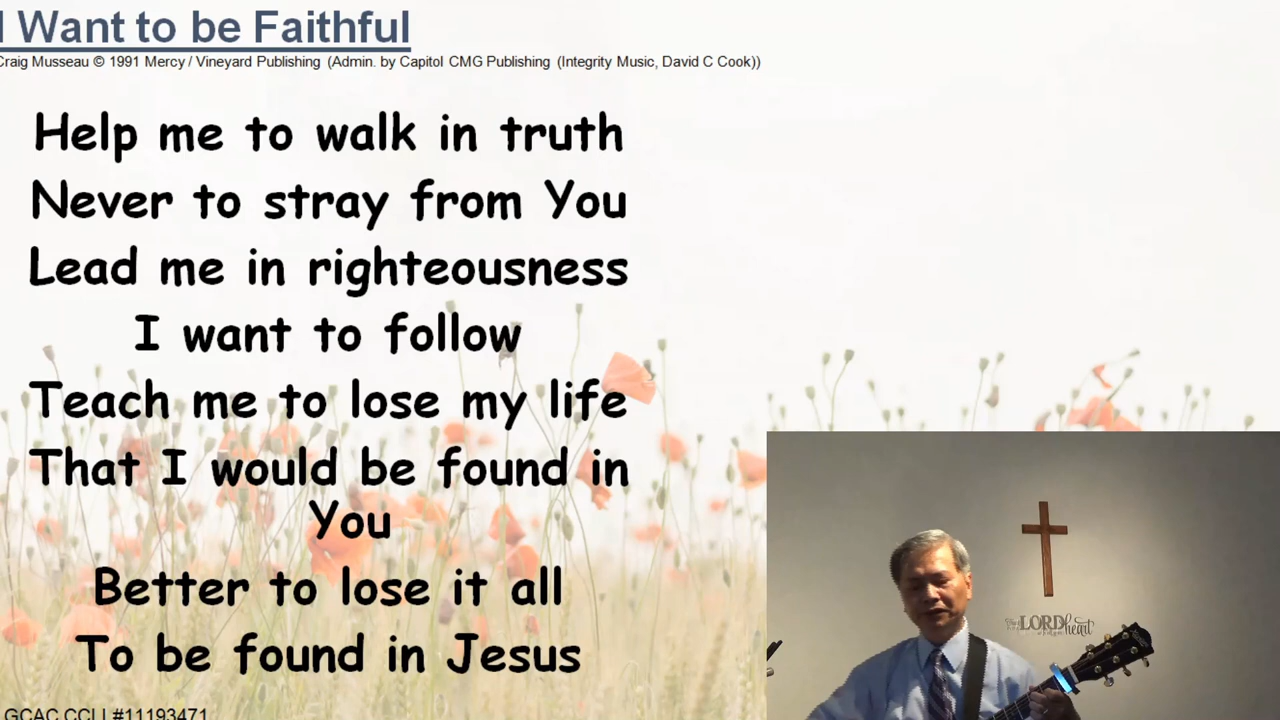 I Want to be Faithful
Craig Musseau © 1991 Mercy / Vineyard Publishing (Admin. by Capitol CMG Publishing (Integrity Music, David C Cook))
Help me to walk in truth
Never to stray from You
Lead me in righteousness
I want to follow
Teach me to lose my life
That I would be found in
You
Better to lose it all
To be found in Jesus
GCAC CCLI #11193471
LORD
heart